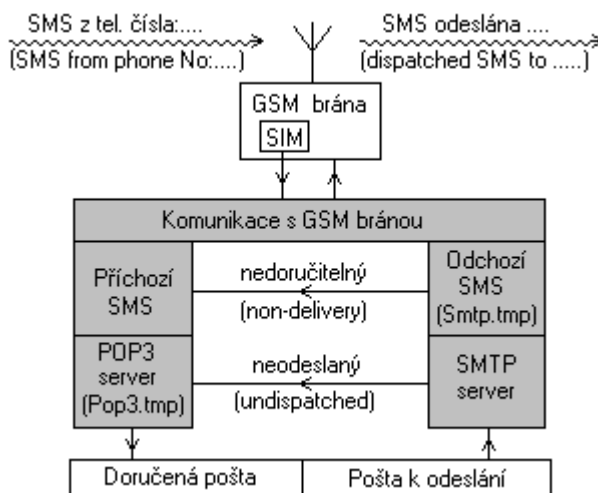 SMS z tel. čísla:....
(SMS from phone No:....)
SMS odeslána ....
(dispatched SMS to .....)
GSM brána
SIM
Komunikace s GSM bránou
Příchozí
SMS
nedoručitelný
(non-delivery)
Odchozí
SMS
(Smtp.tmp)
POP3
server
(Pop3.tmp)
neodeslaný
(undispatched)
SMTP
server
Doručená pošta
Pošta k odeslání